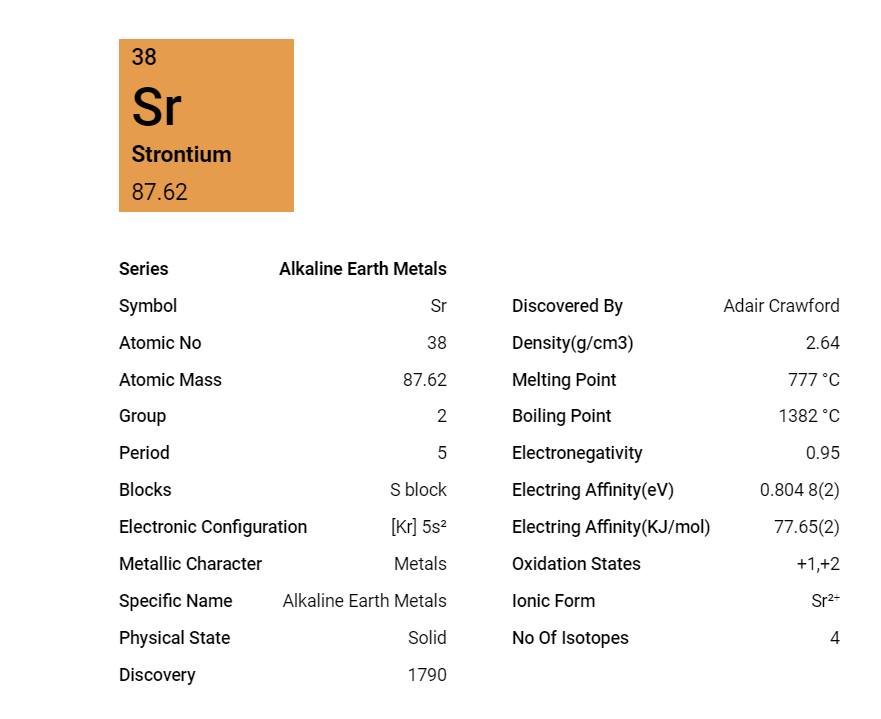 38
Sr
Strontium
87.62
Series Alkaline Earth Metals
Symbol Sr
Atomic No 38
Atomic Mass 87.62
Group 2
Period 5
Blocks S block
Electronic Configuration [Kr] 5s²
Metallic Character Metals
Specific Name Alkaline Earth Metals
Physical State Solid
Discovery 1790
Discovered By Adair Crawford
Density(g/cm3) 2.64
Melting Point 777 °C
Boiling Point 1382 °C
Electronegativity 0.95
Electring Affinity(eV) 0.804 8(2)
Electring Affinity(KJ/mol) 77.65(2)
Oxidation States +1,+2
Ionic Form Sr²⁺
No Of Isotopes 4